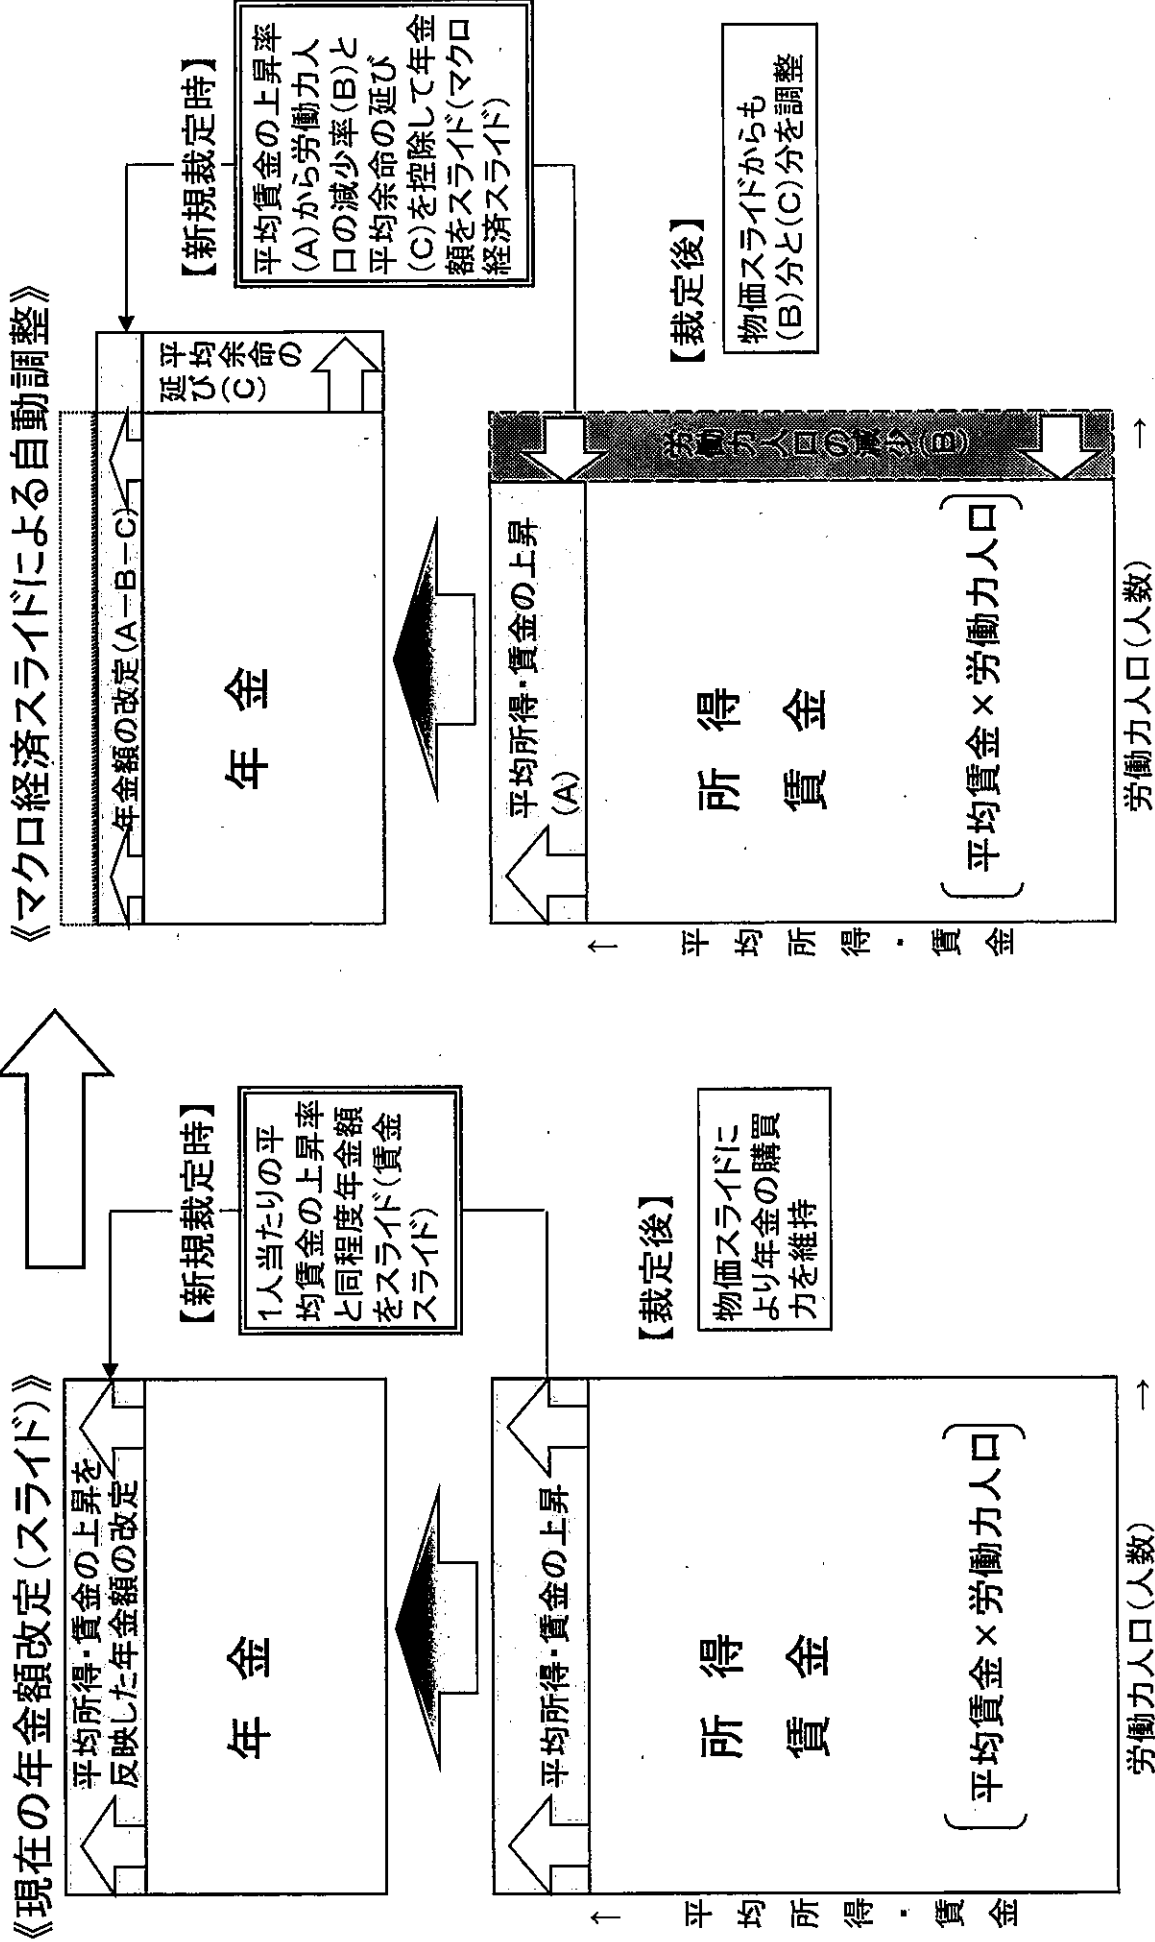 《現在の年金額改定(スライド)》
平均所得・賃金の上昇を
反映した年金額の改定
年 金
平均所得・賃金の上昇
所 得
賃 金
平均賃金×労働力人口
↑
平均所得・賃金
労働力人口(人数)
→
【新規裁定時】
1人当たりの平
均賃金の上昇率
と同程度年金額
をスライド(賃金
スライド)
【裁定後】
物価スライドに
より年金の購買
力を維持
《マクロ経済スライドによる自動調整》
年金額の改定(A-B-C)
年 金
平均余命の
延び(C)
平均所得・賃金の上昇
(A)
労働力人口の減少(B)
所 得
賃 金
平均賃金×労働力人口
↑
平均所得・賃金
労働力人口(人数)
→
【新規裁定時】
平均賃金の上昇率
(A)から労働力人
口の減少率(B)と
平均余命の延び
(C)を控除して年金
額をスライド(マクロ
経済スライド)
【裁定後】
物価スライドからも
(B)分と(C)分を調整